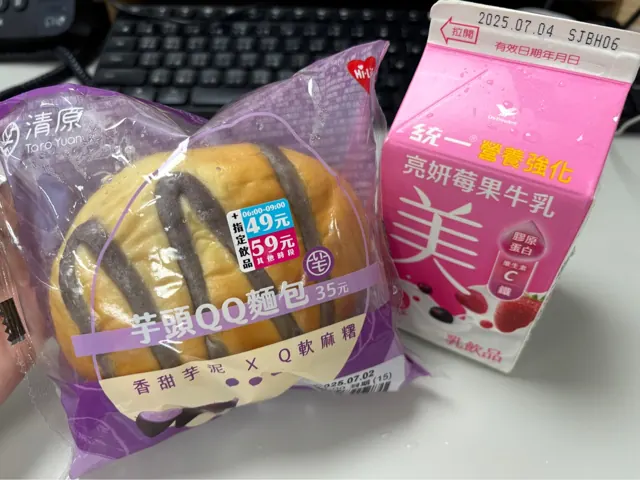 清原
Taro Yuan
Hi-Li
+指定飲品
06:00-09:00
49元
59元
其他時段
芋
芋頭QQ麵包 35元
香甜芋泥 X Q軟麻糬
2025.07.02
(15)
2025.07.04 SJBH06
拉開
有效日期年月日
統一
營養強化
亮妍莓果牛乳
美
膠原
蛋白
維生素
C
鐵
乳飲品